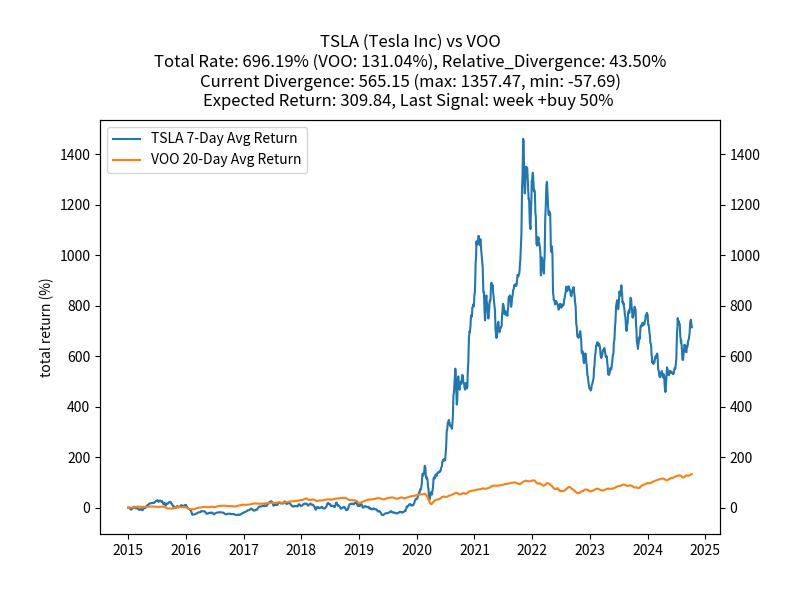 TSLA (Tesla Inc) vs VOO
Total Rate: 696.19% (VOO: 131.04%), Relative_Divergence: 43.50%
Current Divergence: 565.15 (max: 1357.47, min: -57.69)
Expected Return: 309.84, Last Signal: week +buy 50%
TSLA 7-Day Avg Return
VOO 20-Day Avg Return
total return (%)
1400 1400
1200 1200
1000 1000
800 800
600 600
400 400
200 200
0 0
2015 2016 2017 2018 2019 2020 2021 2022 2023 2024 2025